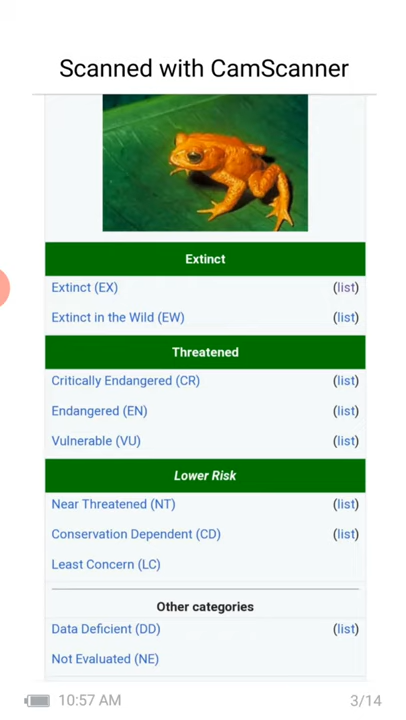 Scanned with CamScanner
Extinct
Extinct (EX) (list)
Extinct in the Wild (EW) (list)
Threatened
Critically Endangered (CR) (list)
Endangered (EN) (list)
Vulnerable (VU) (list)
Lower Risk
Near Threatened (NT) (list)
Conservation Dependent (CD) (list)
Least Concern (LC)
Other categories
Data Deficient (DD) (list)
Not Evaluated (NE)
10:57 AM 3/14